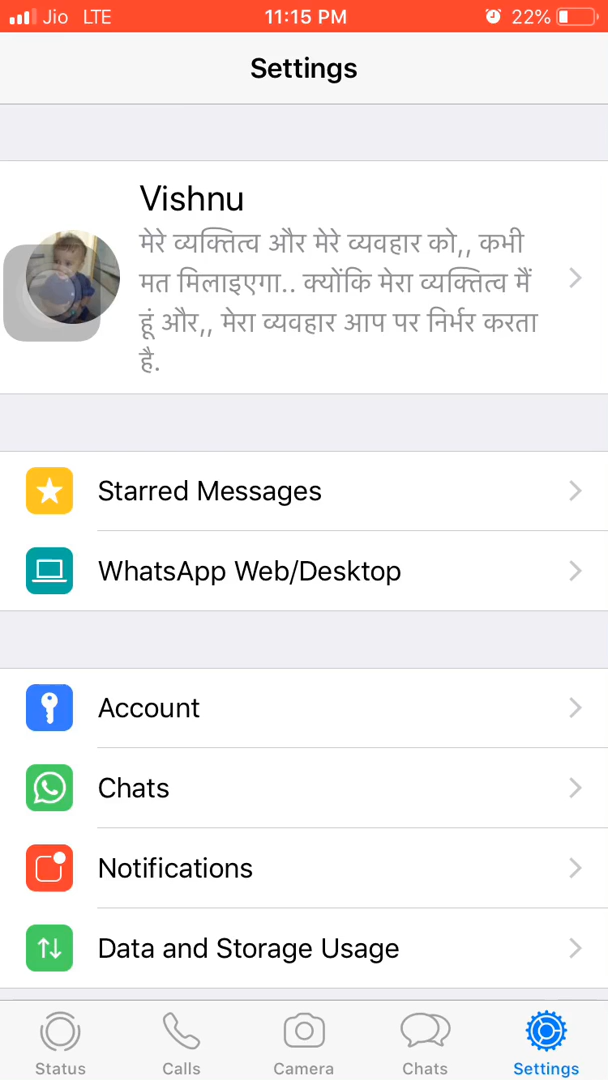 Jio LTE 11:15 PM 22%
Settings
Vishnu
मेरे व्यक्तित्व और मेरे व्यवहार को,, कभी
मत मिलाइएगा.. क्योंकि मेरा व्यक्तित्व मैं
हूं और,, मेरा व्यवहार आप पर निर्भर करता
है.
Starred Messages
WhatsApp Web/Desktop
Account
Chats
Notifications
Data and Storage Usage
Status Calls Camera Chats Settings